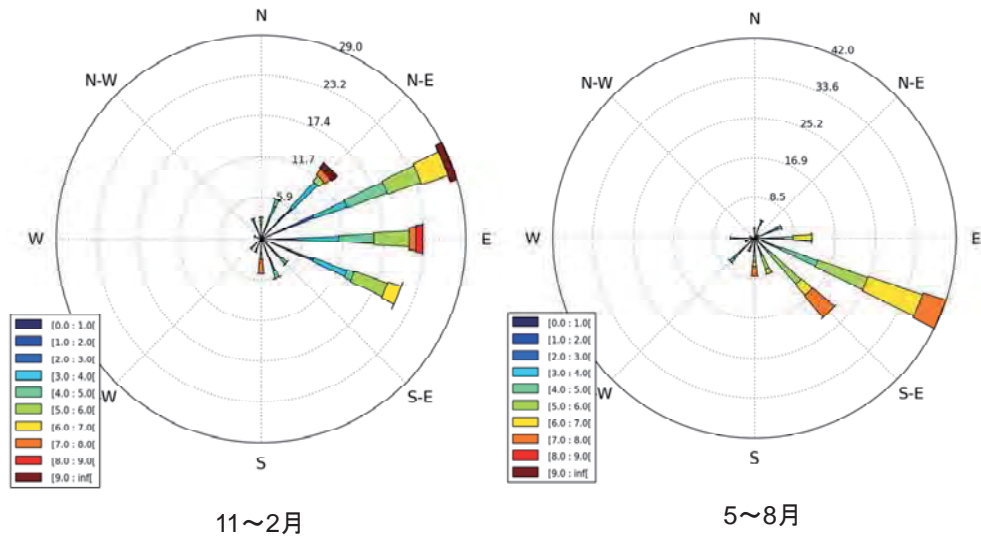 N
29.0
N-W
N-E
23.2
17.4
11.7
5.9
W
E
S-E
S
W
[0.0 : 1.0[
[1.0 : 2.0[
[2.0 : 3.0[
[3.0 : 4.0[
[4.0 : 5.0[
[5.0 : 6.0[
[6.0 : 7.0[
[7.0 : 8.0[
[8.0 : 9.0[
[9.0 : inf[
11～2月
N
42.0
N-W
N-E
33.6
25.2
16.9
8.5
W
E
S-E
S
W
[0.0 : 1.0[
[1.0 : 2.0[
[2.0 : 3.0[
[3.0 : 4.0[
[4.0 : 5.0[
[5.0 : 6.0[
[6.0 : 7.0[
[7.0 : 8.0[
[8.0 : 9.0[
[9.0 : inf[
5～8月